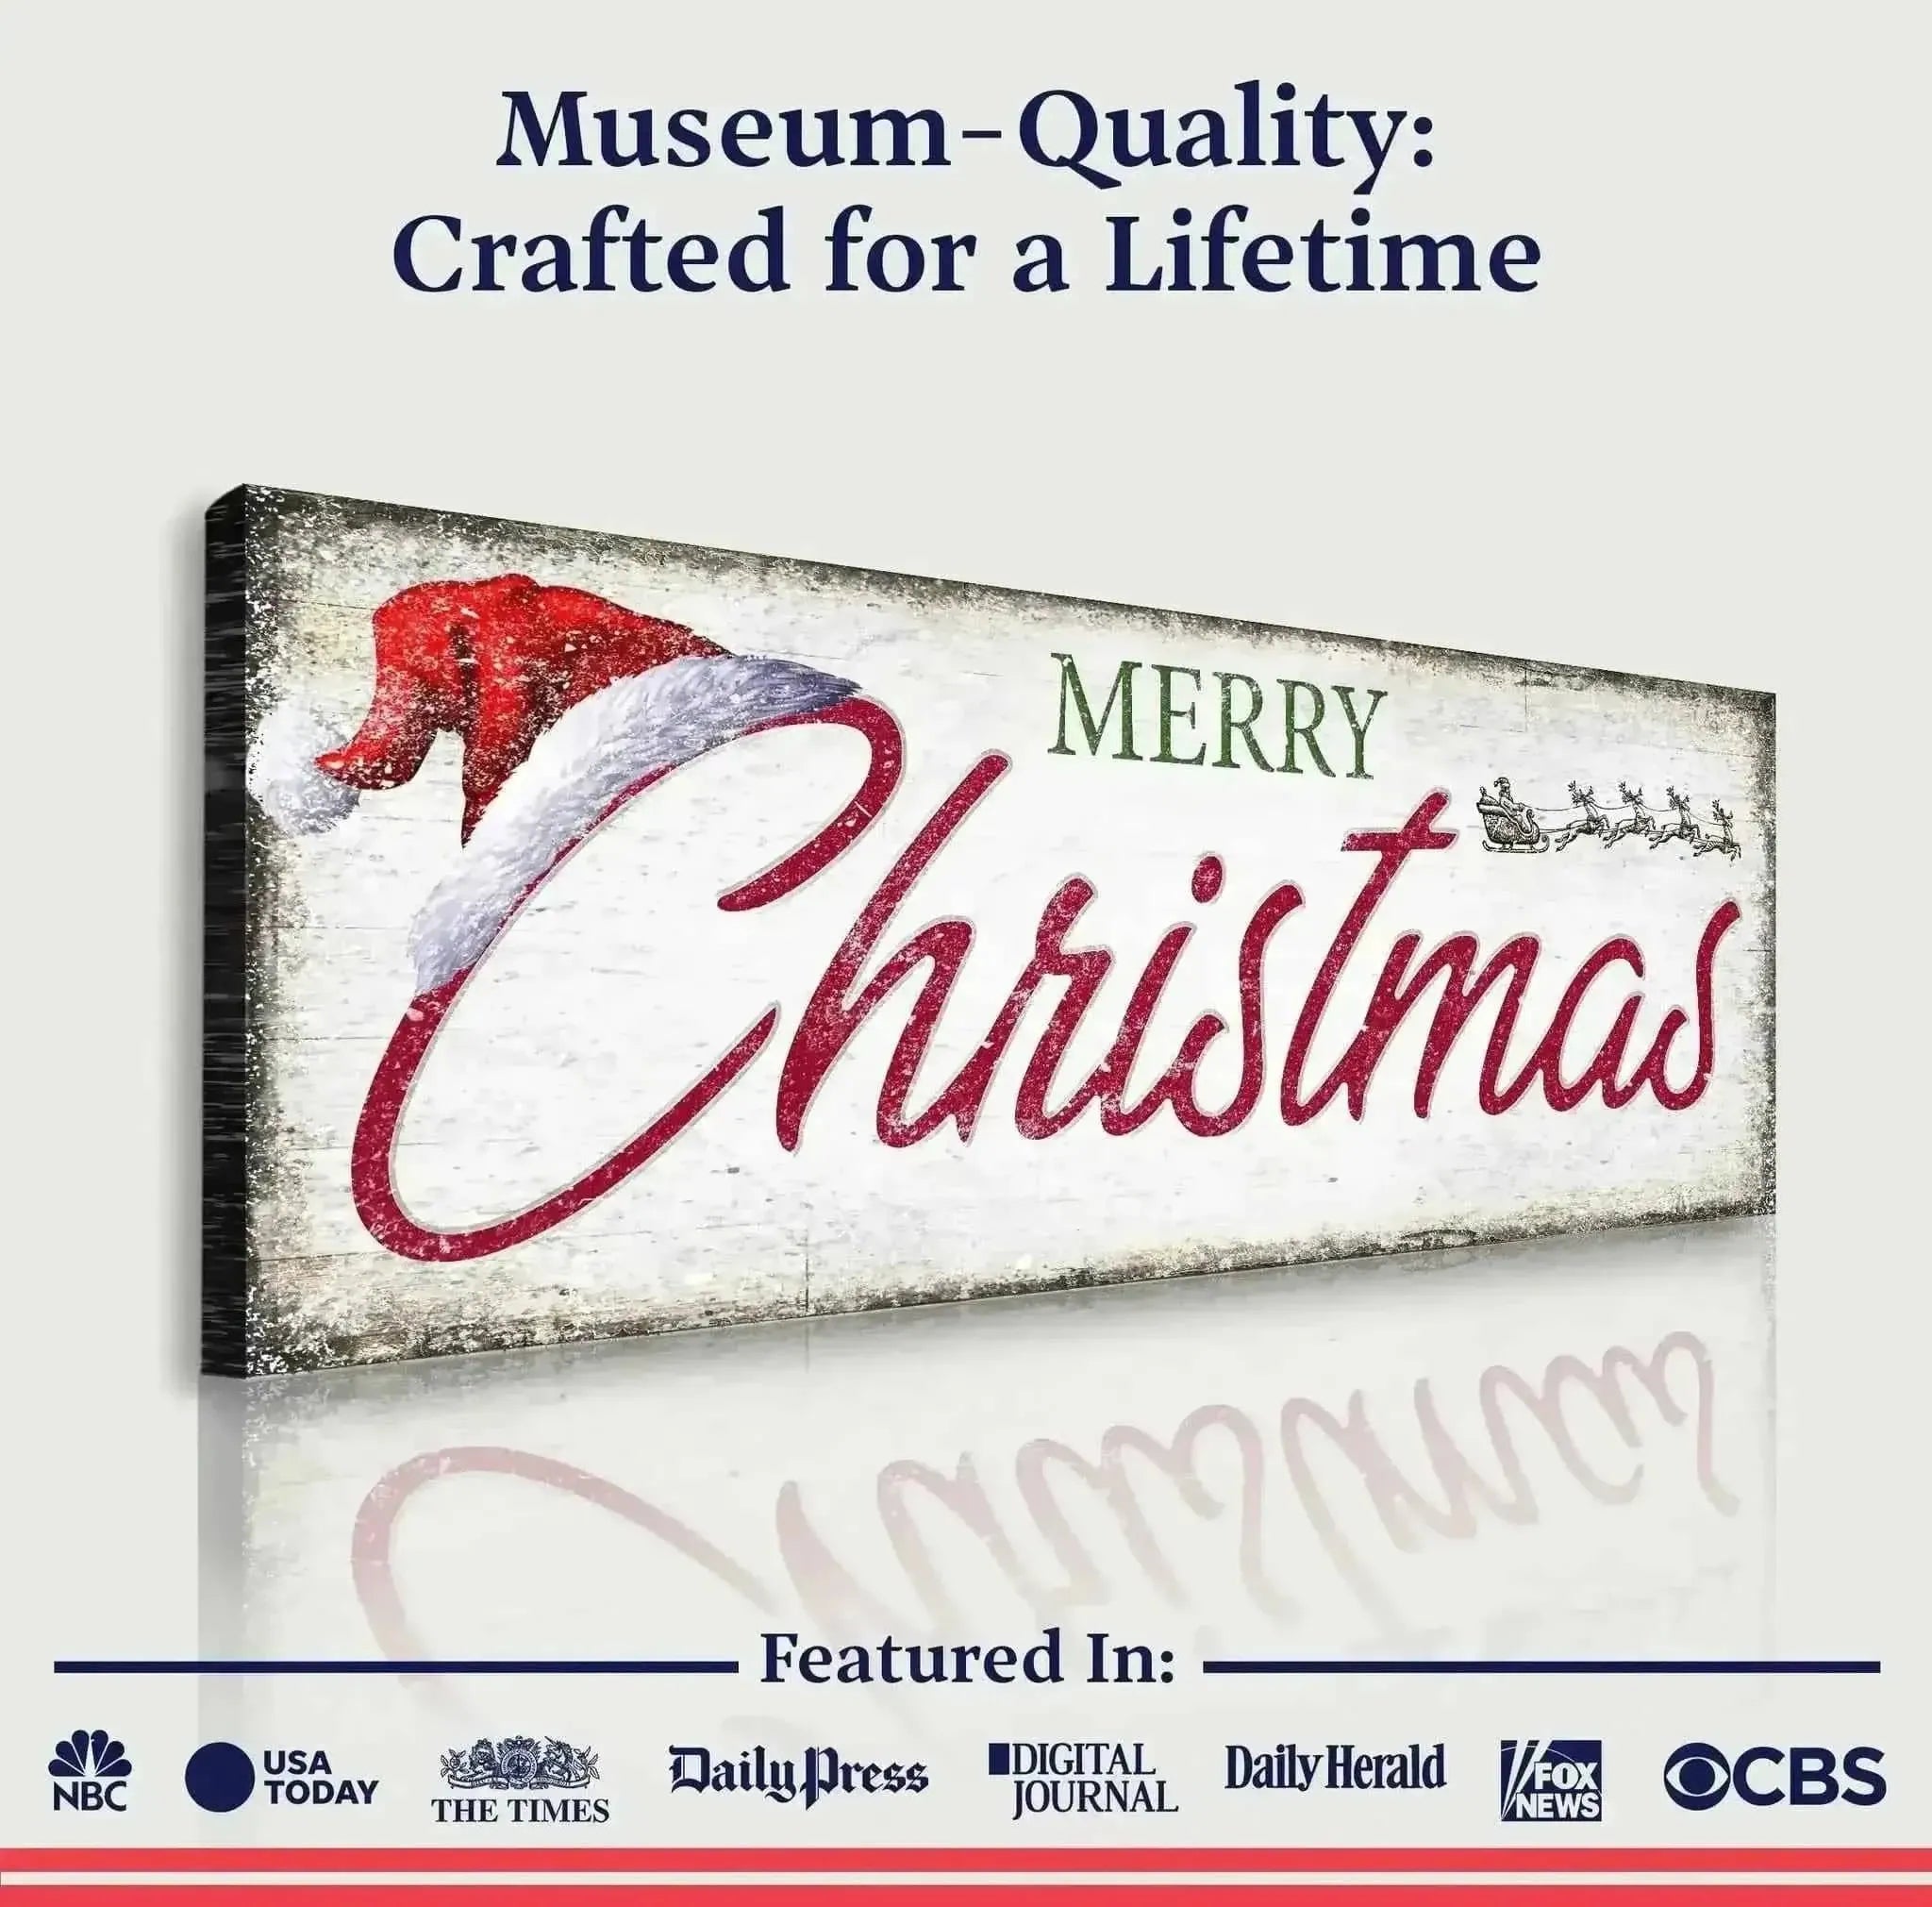 Museum-Quality:
Crafted for a Lifetime
MERRY
Christmas
Featured In:
NBC
USA
TODAY
THE TIMES
Daily Press
DIGITAL
JOURNAL
Daily Herald
FOX
NEWS
CBS